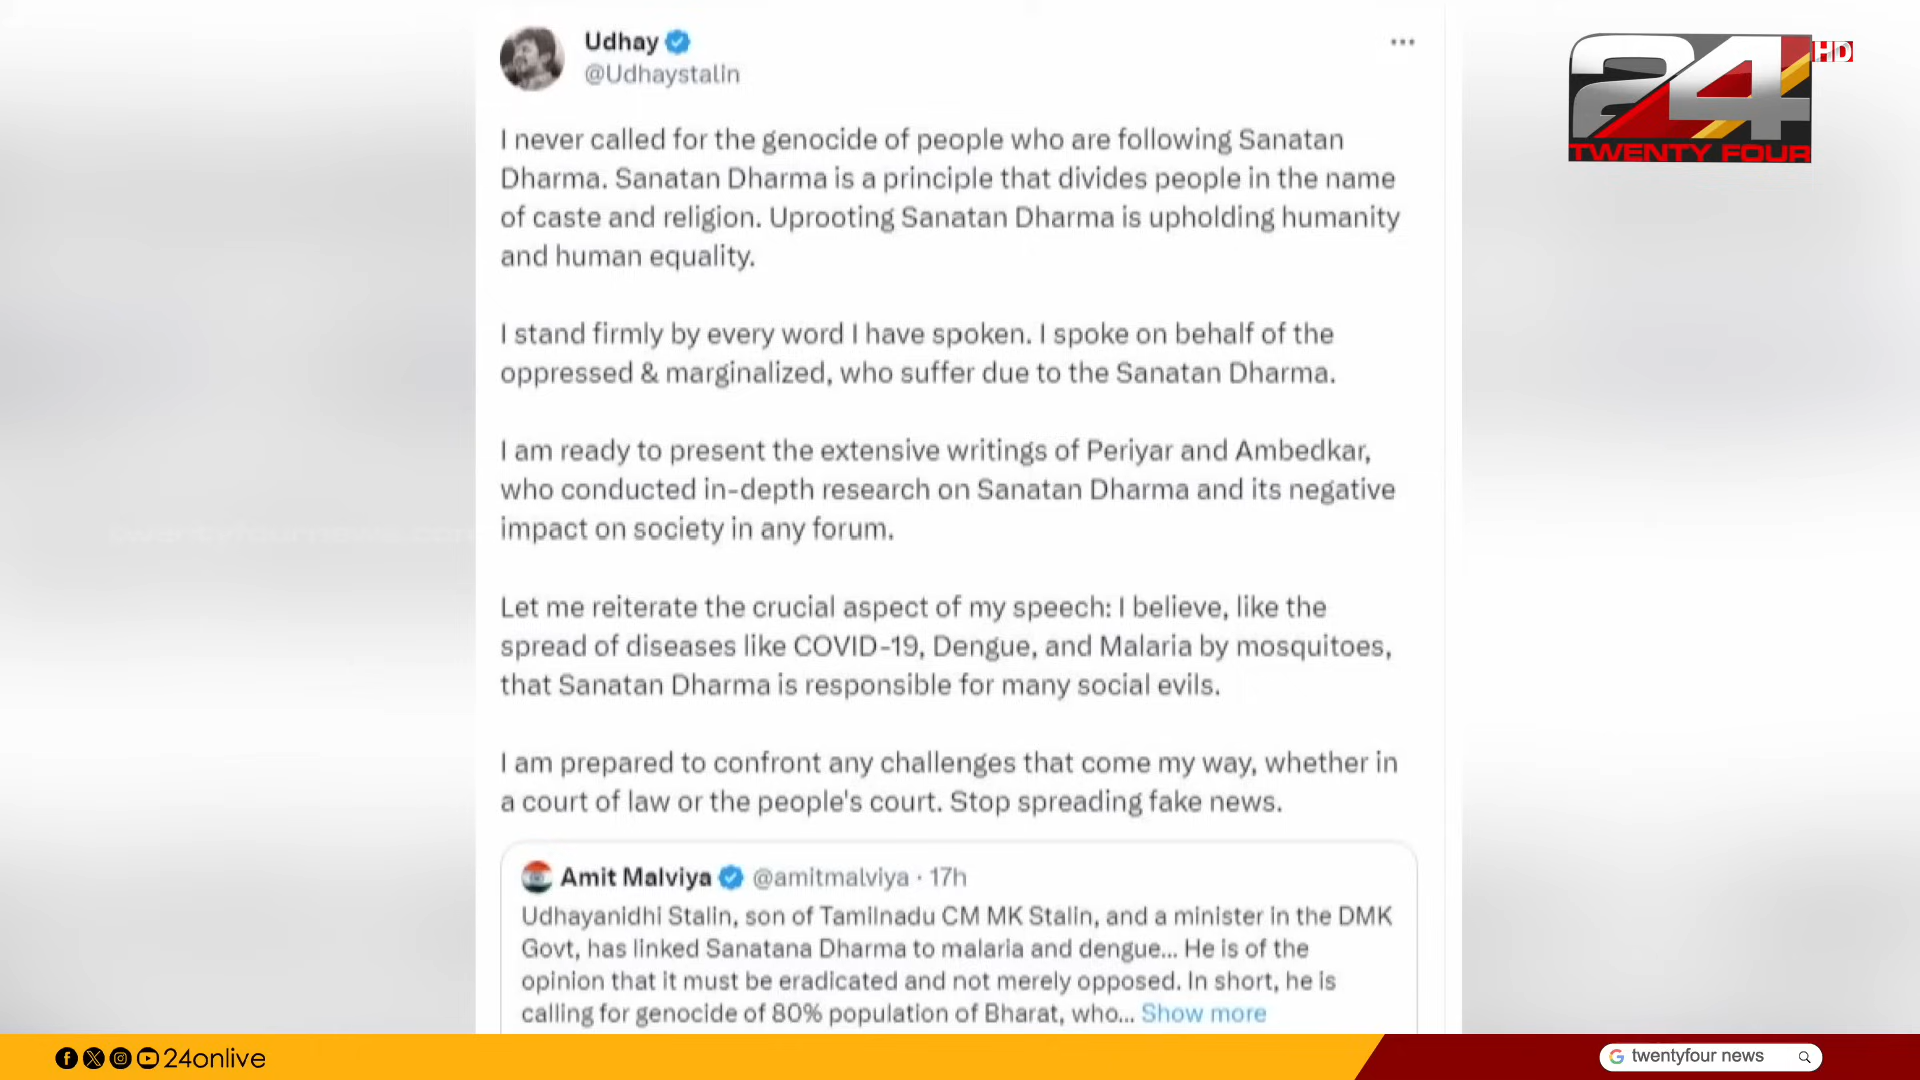 Udhay
@Udhaystalin
I never called for the genocide of people who are following Sanatan
Dharma. Sanatan Dharma is a principle that divides people in the name
of caste and religion. Uprooting Sanatan Dharma is upholding humanity
and human equality.
I stand firmly by every word I have spoken. I spoke on behalf of the
oppressed & marginalized, who suffer due to the Sanatan Dharma.
I am ready to present the extensive writings of Periyar and Ambedkar,
who conducted in-depth research on Sanatan Dharma and its negative
impact on society in any forum.
Let me reiterate the crucial aspect of my speech: I believe, like the
spread of diseases like COVID-19, Dengue, and Malaria by mosquitoes,
that Sanatan Dharma is responsible for many social evils.
I am prepared to confront any challenges that come my way, whether in
a court of law or the people's court. Stop spreading fake news.
Amit Malviya @amitmalviya · 17h
Udhayanidhi Stalin, son of Tamilnadu CM MK Stalin, and a minister in the DMK
Govt, has linked Sanatana Dharma to malaria and dengue... He is of the
opinion that it must be eradicated and not merely opposed. In short, he is
calling for genocide of 80% population of Bharat, who... Show more
24 HD
TWENTY FOUR
24onlive
twentyfour news